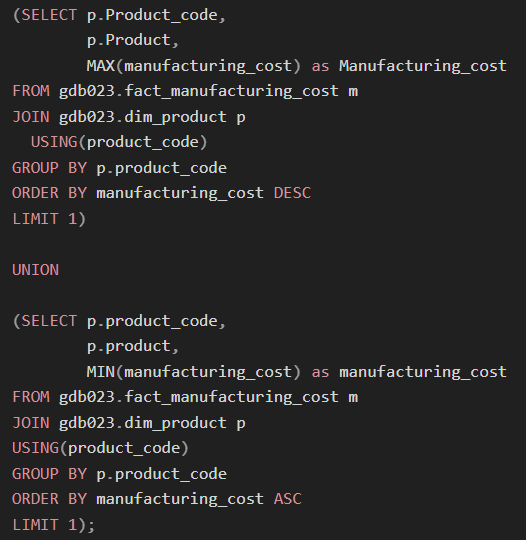 (SELECT p.Product_code,
        p.Product,
        MAX(manufacturing_cost) as Manufacturing_cost
FROM gdb023.fact_manufacturing_cost m
JOIN gdb023.dim_product p
  USING(product_code)
GROUP BY p.product_code
ORDER BY manufacturing_cost DESC
LIMIT 1)

UNION

(SELECT p.product_code,
        p.product,
        MIN(manufacturing_cost) as manufacturing_cost
FROM gdb023.fact_manufacturing_cost m
JOIN gdb023.dim_product p
USING(product_code)
GROUP BY p.product_code
ORDER BY manufacturing_cost ASC
LIMIT 1);